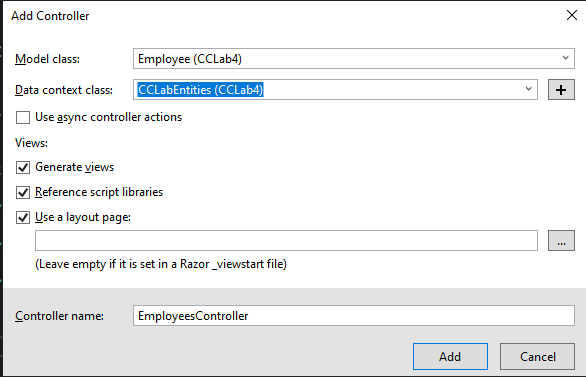 Add Controller
Model class: Employee (CCLab4)
Data context class: CCLabEntities (CCLab4) +
Use async controller actions
Views:
Generate views
Reference script libraries
Use a layout page:
...
(Leave empty if it is set in a Razor _viewstart file)
Controller name: EmployeesController
Add Cancel